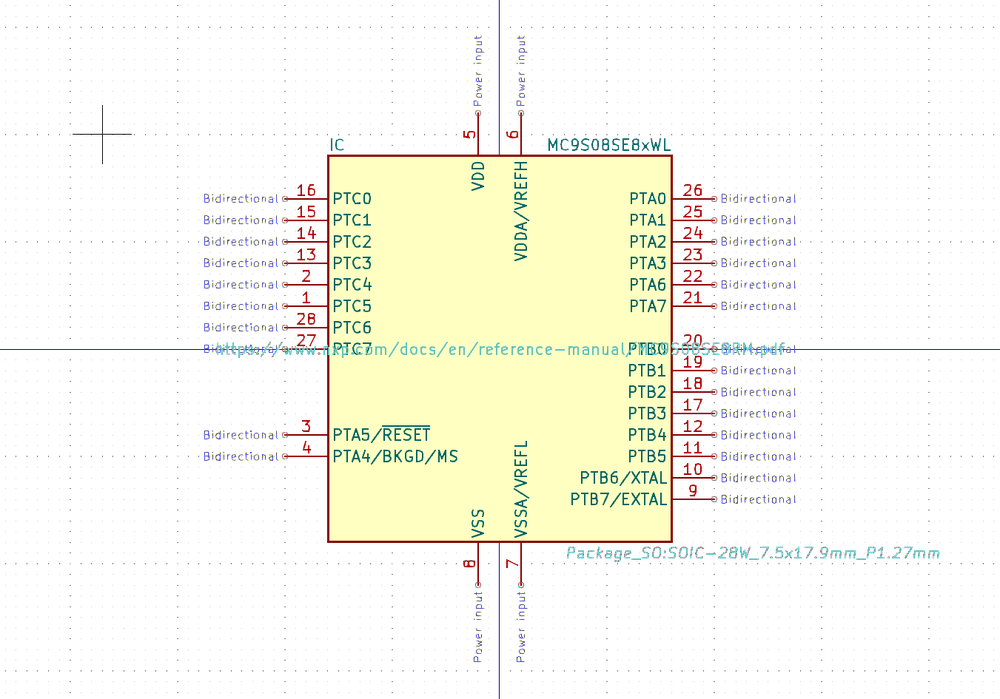 Power input
Power input
5
6
IC
MC9S08SE8xWL
VDD
VDDA/VREFH
Bidirectional 16 PTC0
PTA0 26 Bidirectional
Bidirectional 15 PTC1
PTA1 25 Bidirectional
Bidirectional 14 PTC2
PTA2 24 Bidirectional
Bidirectional 13 PTC3
PTA3 23 Bidirectional
Bidirectional 2 PTC4
PTA6 22 Bidirectional
Bidirectional 1 PTC5
PTA7 21 Bidirectional
Bidirectional 28 PTC6
Bidirectional 27 PTC7
https://www.nxp.com/docs/en/reference-manual/MC9S08SE8RM.pdf
PTB0 20 Bidirectional
PTB1 19 Bidirectional
PTB2 18 Bidirectional
PTB3 17 Bidirectional
Bidirectional 3 PTA5/RESET
PTB4 12 Bidirectional
Bidirectional 4 PTA4/BKGD/MS
PTB5 11 Bidirectional
PTB6/XTAL 10 Bidirectional
PTB7/EXTAL 9 Bidirectional
VSS
VSSA/VREFL
Package_SO:SOIC-28W_7.5x17.9mm_P1.27mm
8
7
Power input
Power input